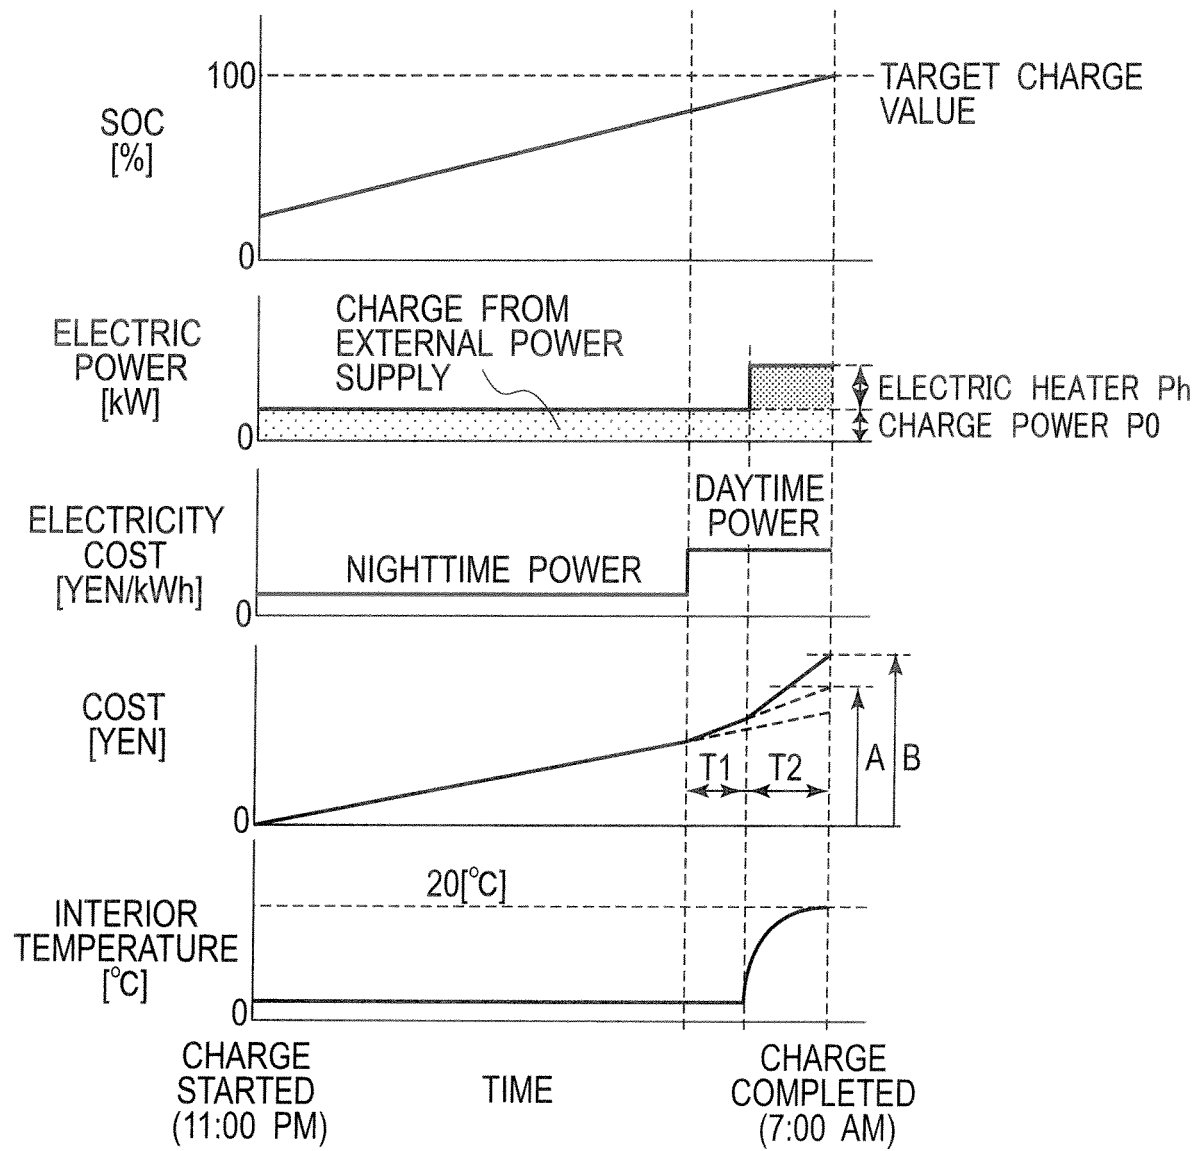 100
TARGET CHARGE
VALUE
SOC
[%]
0
CHARGE FROM
EXTERNAL POWER
SUPPLY
ELECTRIC
POWER
[kW]
ELECTRIC HEATER Ph
CHARGE POWER P0
0
DAYTIME
POWER
ELECTRICITY
COST
[YEN/kWh]
NIGHTTIME POWER
0
COST
[YEN]
T1
T2
A
B
0
20[°C]
INTERIOR
TEMPERATURE
[°C]
0
CHARGE
STARTED
(11:00 PM)
TIME
CHARGE
COMPLETED
(7:00 AM)